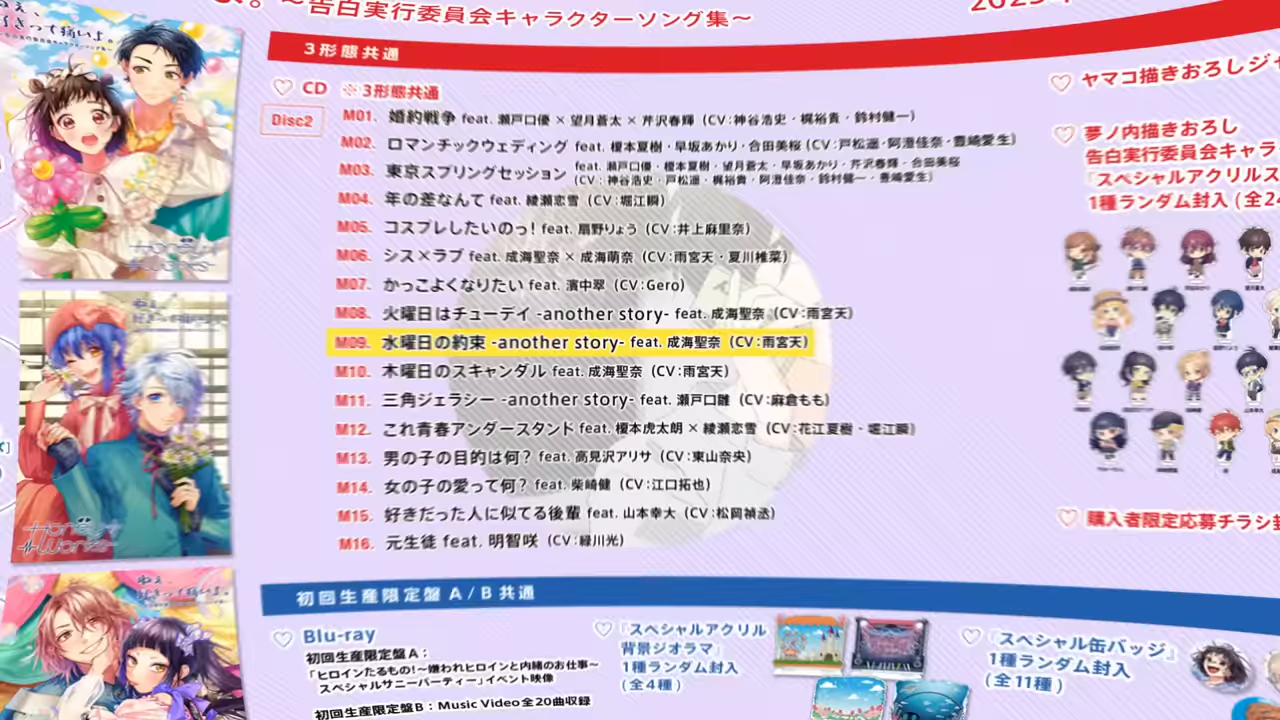 ～告白実行委員会キャラクターソング集～
3形態共通
CD ※3形態共通
Disc2
M01. 婚約戦争 feat. 瀬戸口優 × 望月蒼太 × 芹沢春輝（CV:神谷浩史・梶裕貴・鈴村健一）
M02. ロマンチックウェディング feat. 榎本夏樹・早坂あかり・合田美桜（CV:戸松遥・阿澄佳奈・豊崎愛生）
M03. 東京スプリングセッション feat. 瀬戸口優・榎本夏樹・望月蒼太・早坂あかり・芹沢春輝・合田美桜
（CV:神谷浩史・戸松遥・梶裕貴・阿澄佳奈・鈴村健一・豊崎愛生）
M04. 年の差なんて feat. 綾瀬恋雪（CV:堀江瞬）
M05. コスプレしたいのっ！ feat. 扇野りょう（CV:井上麻里奈）
M06. シス×ラブ feat. 成海聖奈 × 成海萌奈（CV:雨宮天・夏川椎菜）
M07. かっこよくなりたい feat. 濱中翠（CV:Gero）
M08. 火曜日はチューデイ -another story- feat. 成海聖奈（CV:雨宮天）
M09. 水曜日の約束 -another story- feat. 成海聖奈（CV:雨宮天）
M10. 木曜日のスキャンダル feat. 成海聖奈（CV:雨宮天）
M11. 三角ジェラシー -another story- feat. 瀬戸口雛（CV:麻倉もも）
M12. これ青春アンダースタンド feat. 榎本虎太朗 × 綾瀬恋雪（CV:花江夏樹・堀江瞬）
M13. 男の子の目的は何？ feat. 高見沢アリサ（CV:東山奈央）
M14. 女の子の愛って何？ feat. 柴崎健（CV:江口拓也）
M15. 好きだった人に似てる後輩 feat. 山本幸大（CV:松岡禎丞）
M16. 元生徒 feat. 明智咲（CV:緑川光）
ヤマコ描きおろしジャ
夢ノ内描きおろし
告白実行委員会キャラク
『スペシャルアクリルス
1種ランダム封入（全24
購入者限定応募チラシ封
初回生産限定盤 A / B 共通
Blu-ray
初回生産限定盤A：
「ヒロインたるもの！～嫌われヒロインと内緒のお仕事～
スペシャルサニーパーティー」イベント映像
初回生産限定盤B：Music Video全20曲収録
『スペシャルアクリル
背景ジオラマ』
1種ランダム封入
（全4種）
『スペシャル缶バッジ』
1種ランダム封入
（全11種）